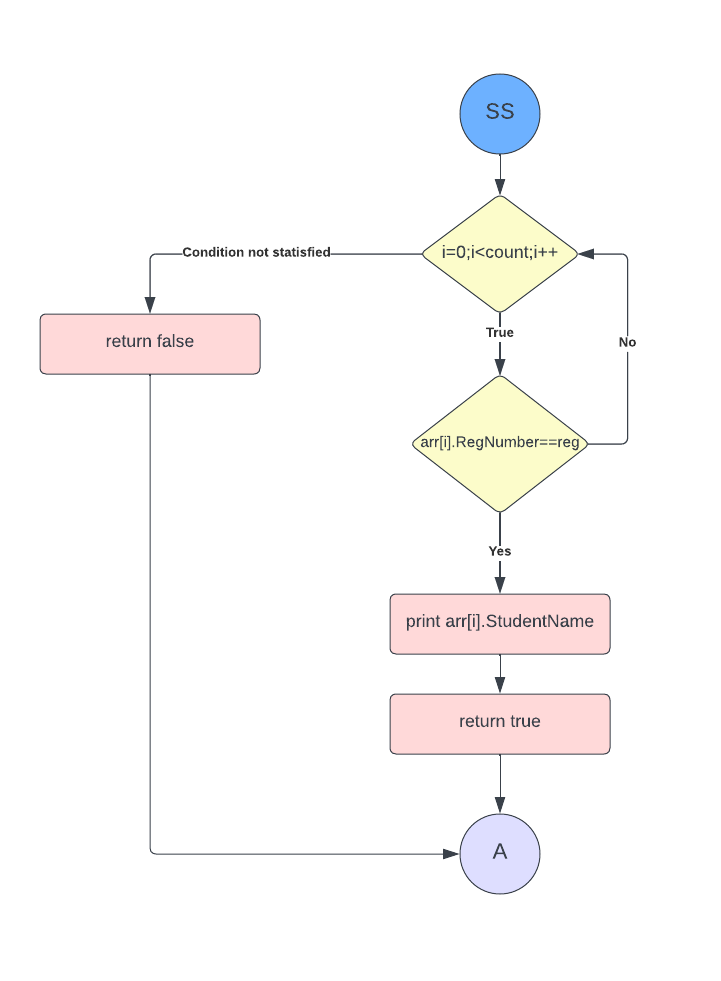 SS
i=0;i<count;i++
Condition not statisfied
return false
True
No
arr[i].RegNumber==reg
Yes
print arr[i].StudentName
return true
A